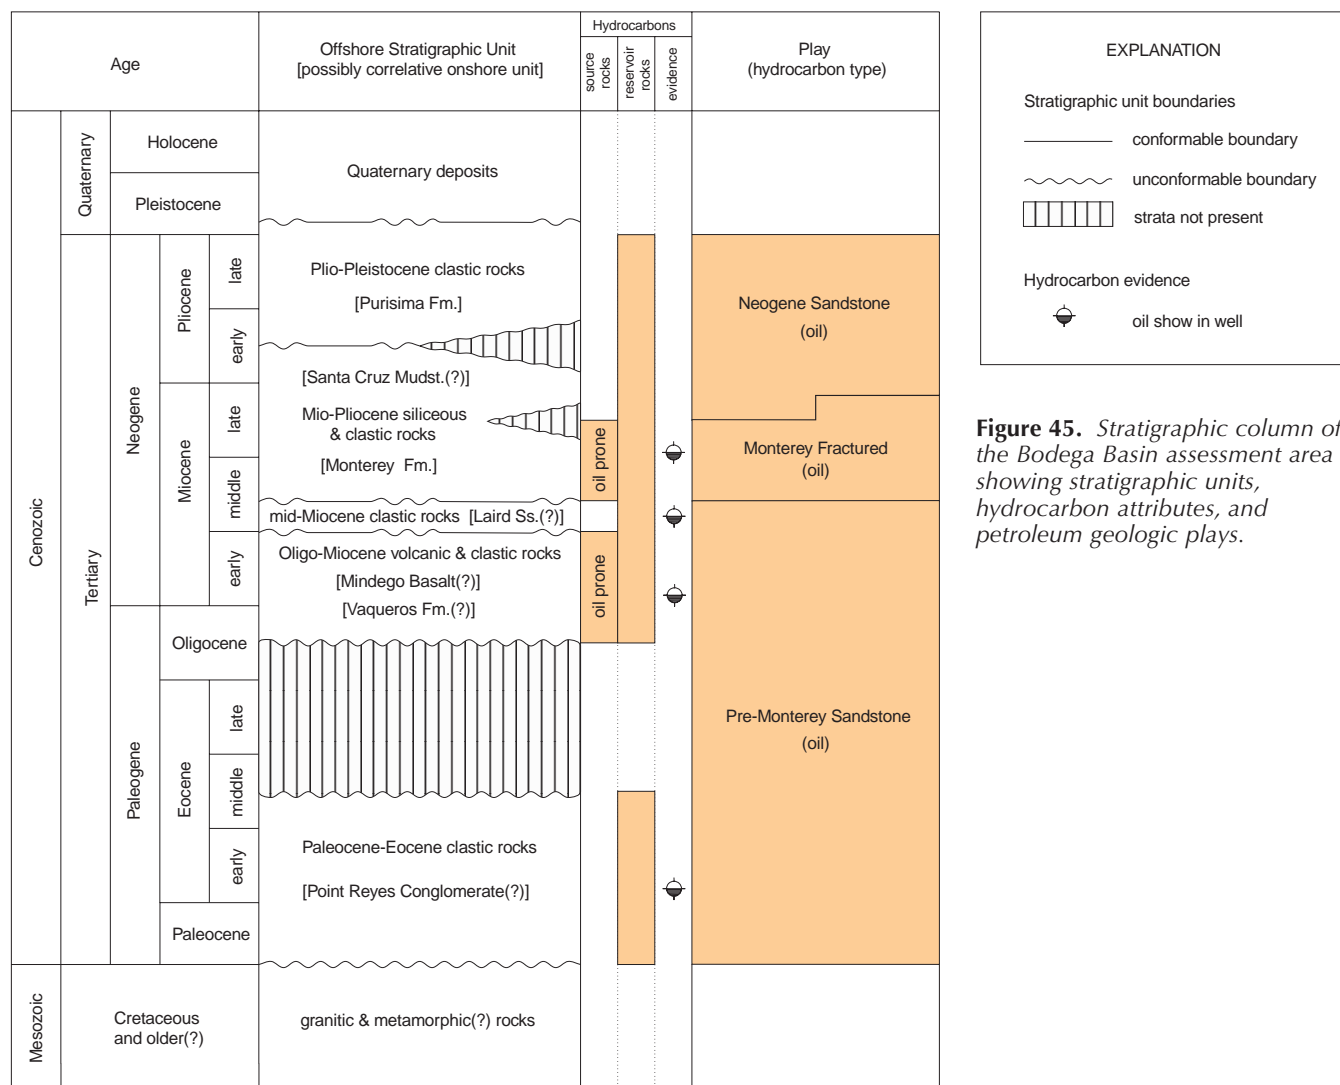 Age
Offshore Stratigraphic Unit
[possibly correlative onshore unit]
Hydrocarbons
source
rocks
reservoir
rocks
evidence
Play
(hydrocarbon type)
Cenozoic
Mesozoic
Quaternary
Tertiary
Neogene
Paleogene
Holocene
Pleistocene
Pliocene
late
early
Miocene
late
middle
early
Oligocene
Eocene
late
middle
early
Paleocene
Cretaceous
and older(?)
Quaternary deposits
Plio-Pleistocene clastic rocks
[Purisima Fm.]
[Santa Cruz Mudst.(?)]
Mio-Pliocene siliceous
& clastic rocks
[Monterey Fm.]
mid-Miocene clastic rocks [Laird Ss.(?)]
Oligo-Miocene volcanic & clastic rocks
[Mindego Basalt(?)]
[Vaqueros Fm.(?)]
Paleocene-Eocene clastic rocks
[Point Reyes Conglomerate(?)]
granitic & metamorphic(?) rocks
oil prone
oil prone
Neogene Sandstone
(oil)
Monterey Fractured
(oil)
Pre-Monterey Sandstone
(oil)
EXPLANATION
Stratigraphic unit boundaries
conformable boundary
unconformable boundary
strata not present
Hydrocarbon evidence
oil show in well
Figure 45. Stratigraphic column of
the Bodega Basin assessment area
showing stratigraphic units,
hydrocarbon attributes, and
petroleum geologic plays.